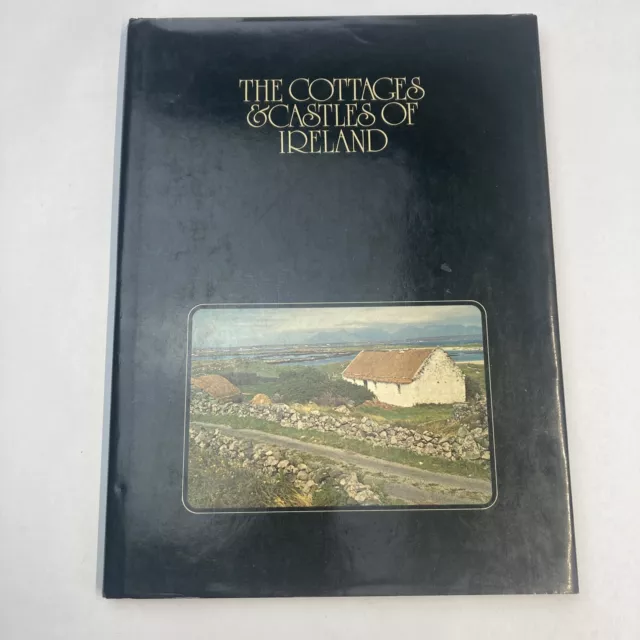 THE COTTAGES
&CASTLES OF
IRELAND